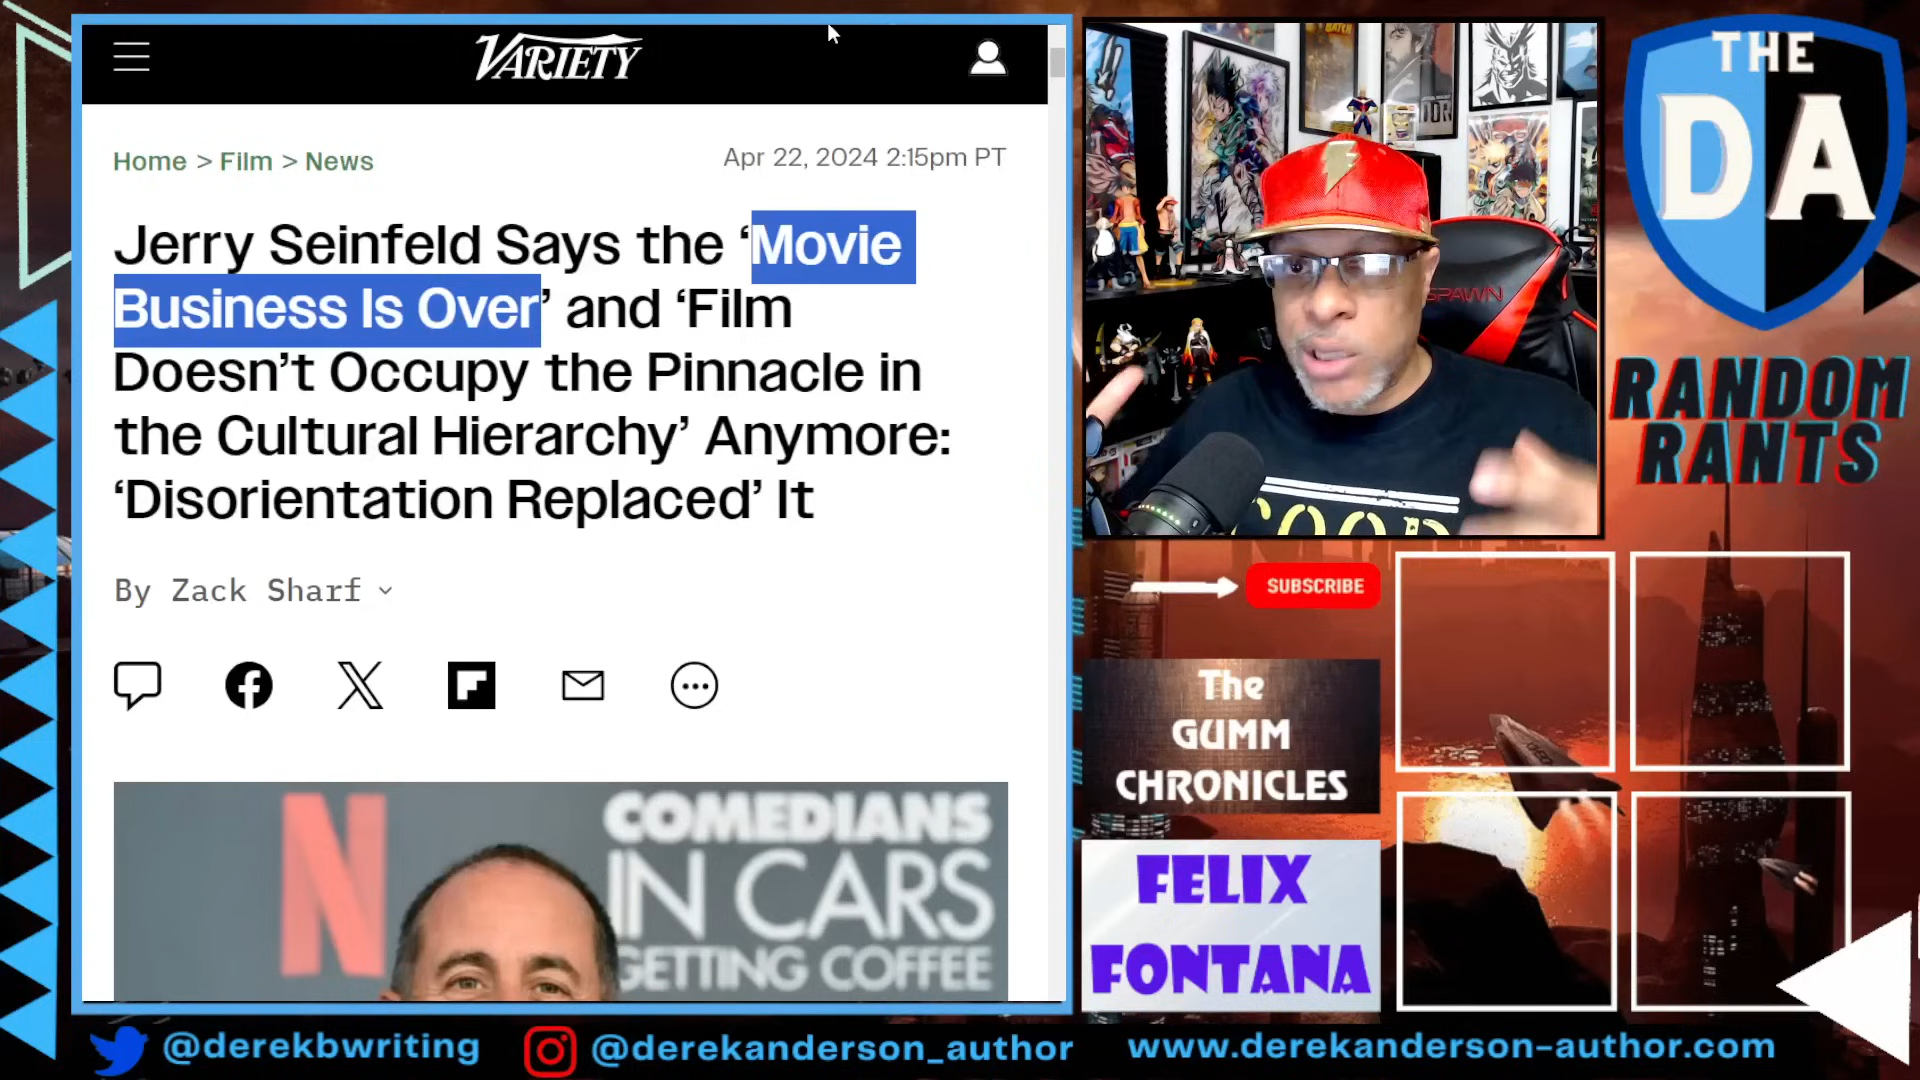 VARIETY
Home > Film > News
Apr 22, 2024 2:15pm PT
Jerry Seinfeld Says the ‘Movie
Business Is Over’ and ‘Film
Doesn’t Occupy the Pinnacle in
the Cultural Hierarchy’ Anymore:
‘Disorientation Replaced’ It
By Zack Sharf
N
COMEDIANS
IN CARS
GETTING COFFEE
SPAWN
THE
DA
RANDOM
RANTS
SUBSCRIBE
The
GUMM
CHRONICLES
FELIX
FONTANA
@derekbwriting
@derekanderson_author
www.derekanderson-author.com